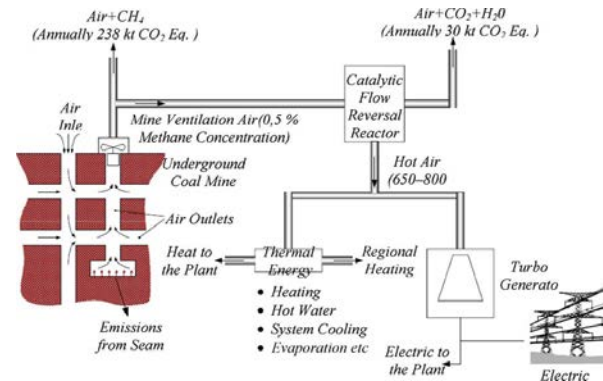 Air+CH4
(Annually 238 kt CO2 Eq. )
Air+CO2+H20
(Annually 30 kt CO2 Eq. )
Air
Inle
Mine Ventilation Air(0,5 %
Methane Concentration)
Catalytic
Flow
Reversal
Reactor
Underground
Coal Mine
Hot Air
(650–800
Air Outlets
Heat to
the Plant
Thermal
Energy
Regional
Heating
• Heating
• Hot Water
• System Cooling
• Evaporation etc
Turbo
Generato
Emissions
from Seam
Electric to
the Plant
Electric